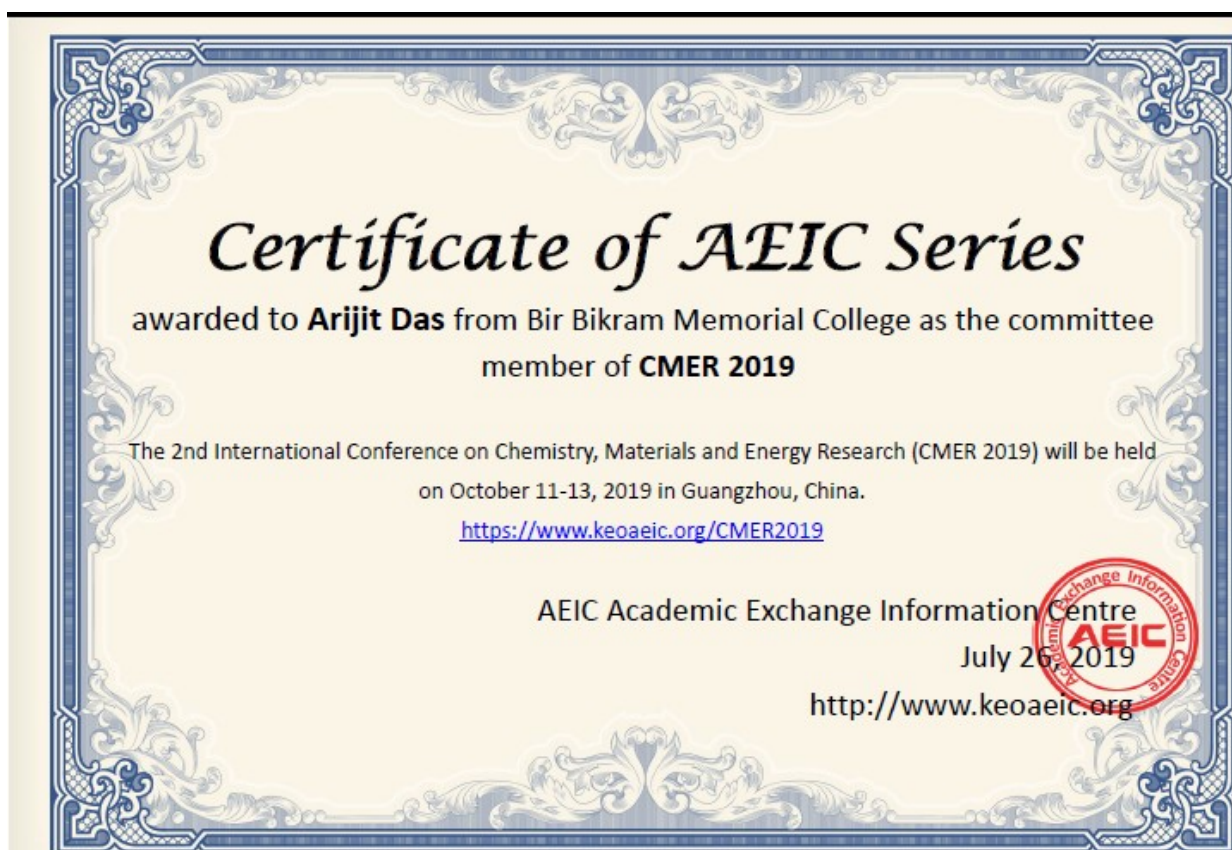 Certificate of AEIC Series
awarded to Arijit Das from Bir Bikram Memorial College as the committee
member of CMER 2019
The 2nd International Conference on Chemistry, Materials and Energy Research (CMER 2019) will be held
on October 11-13, 2019 in Guangzhou, China.
https://www.keoaeic.org/CMER2019
AEIC Academic Exchange Information Centre
July 26, 2019
http://www.keoaeic.org
Academic Exchange Information Centre
AEIC